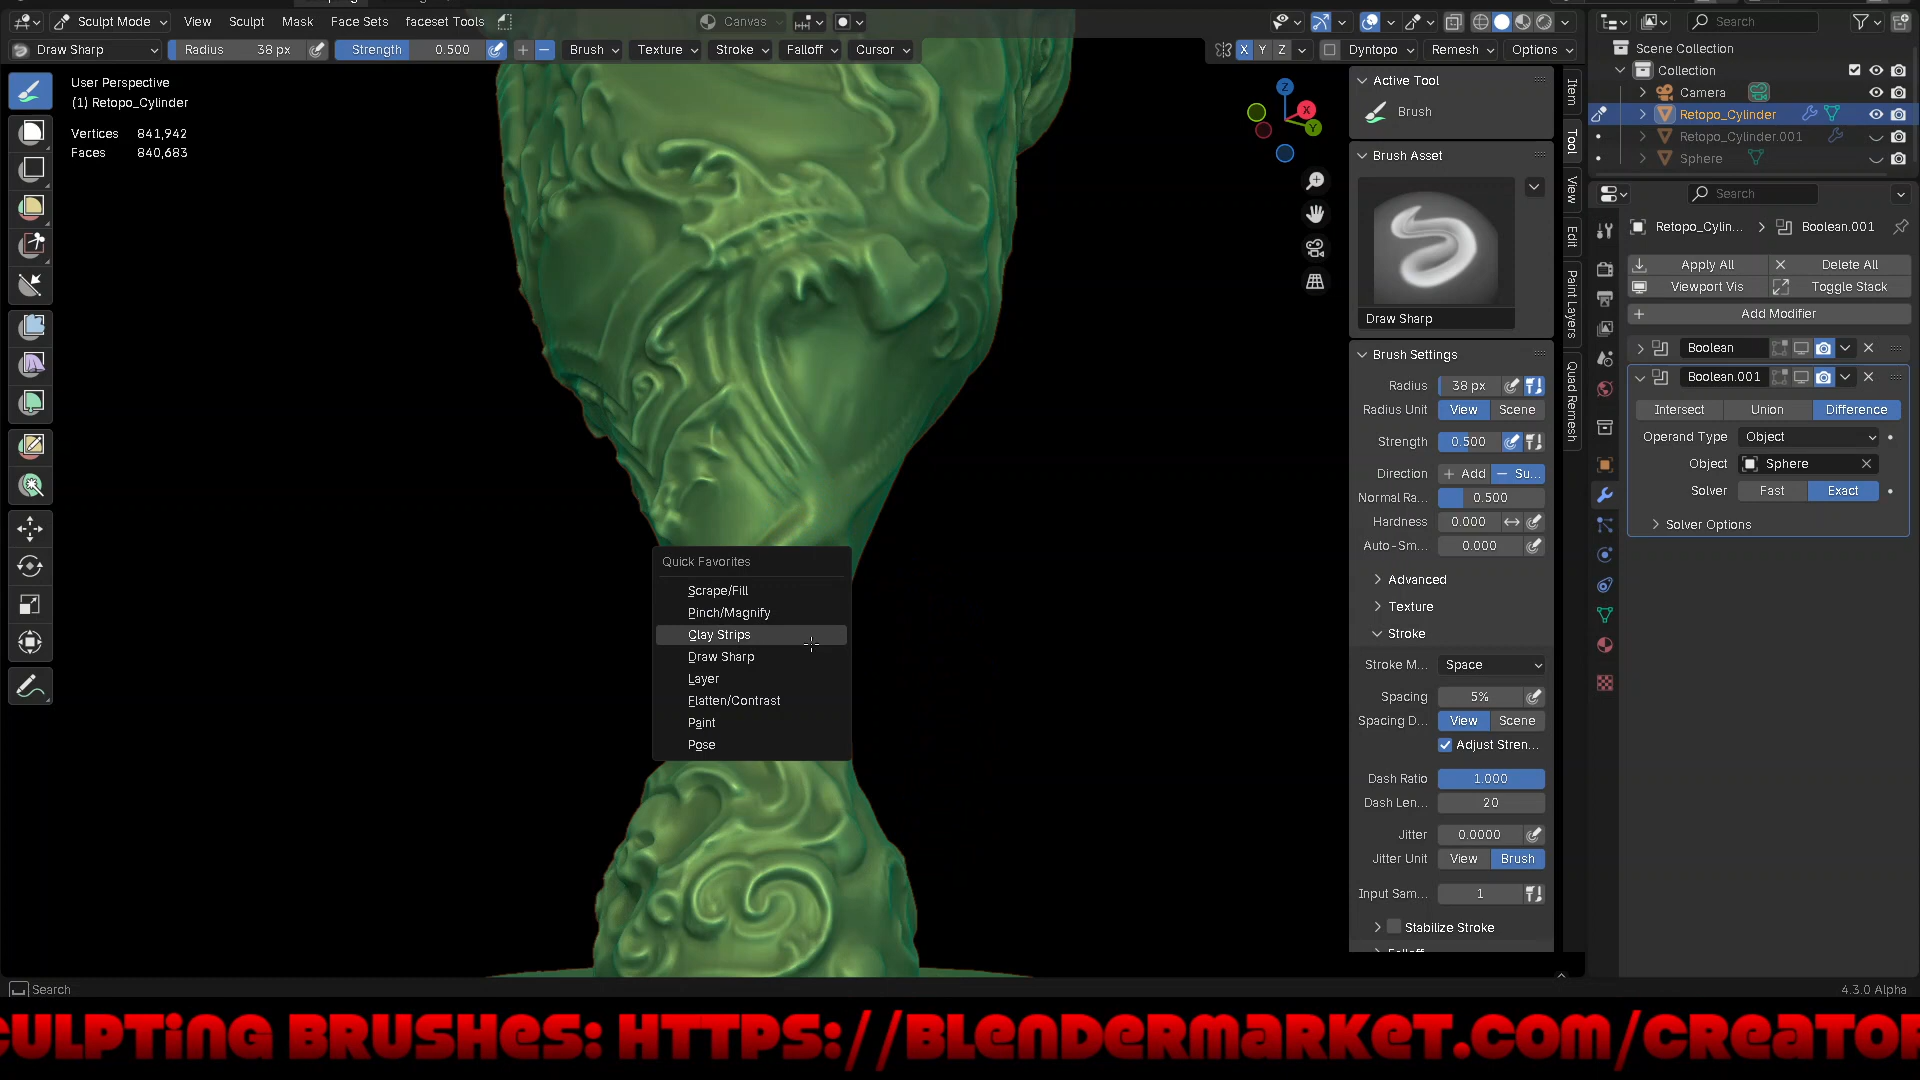 Sculpt Mode View Sculpt Mask Face Sets faceset Tools Canvas Search
Draw Sharp Radius 38 px Strength 0.500 Brush Texture Stroke Falloff Cursor X Y Z Dyntopo Remesh Options
User Perspective
(1) Retopo_Cylinder
Vertices 841,942
Faces 840,683
Z
X
Y
Quick Favorites
Scrape/Fill
Pinch/Magnify
Clay Strips
Draw Sharp
Layer
Flatten/Contrast
Paint
Pose
Active Tool
Brush
Brush Asset
Draw Sharp
Brush Settings
Radius 38 px
Radius Unit View Scene
Strength 0.500
Direction Add Su...
Normal Ra... 0.500
Hardness 0.000
Auto-Sm... 0.000
Advanced
Texture
Stroke
Stroke M... Space
Spacing 5%
Spacing D... View Scene
Adjust Stren...
Dash Ratio 1.000
Dash Len... 20
Jitter 0.0000
Jitter Unit View Brush
Input Sam... 1
Stabilize Stroke
Item
Tool
View
Edit
Paint Layers
Quad Remesh
Scene Collection
Collection
Camera
Retopo_Cylinder
Retopo_Cylinder.001
Sphere
Search
Retopo_Cylin... Boolean.001
Apply All Delete All
Viewport Vis Toggle Stack
Add Modifier
Boolean
Boolean.001
Intersect Union Difference
Operand Type Object
Object Sphere
Solver Fast Exact
Solver Options
Search 4.3.0 Alpha
CULPTING BRUSHES: HTTPS://BLENDERMARKET.COM/CREATOR